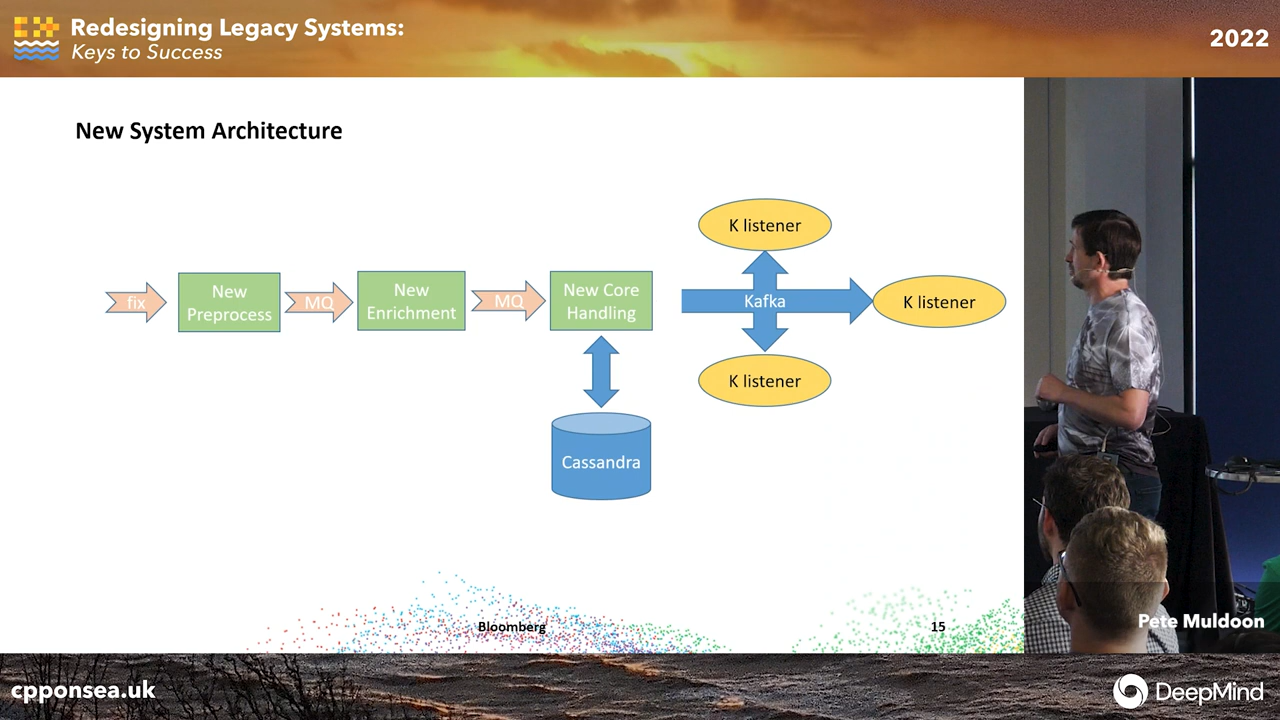 Redesigning Legacy Systems:
Keys to Success
2022
New System Architecture
fix
New
Preprocess
MQ
New
Enrichment
MQ
New Core
Handling
Cassandra
Kafka
K listener
K listener
K listener
Bloomberg
15
Pete Muldoon
cpponsea.uk
DeepMind